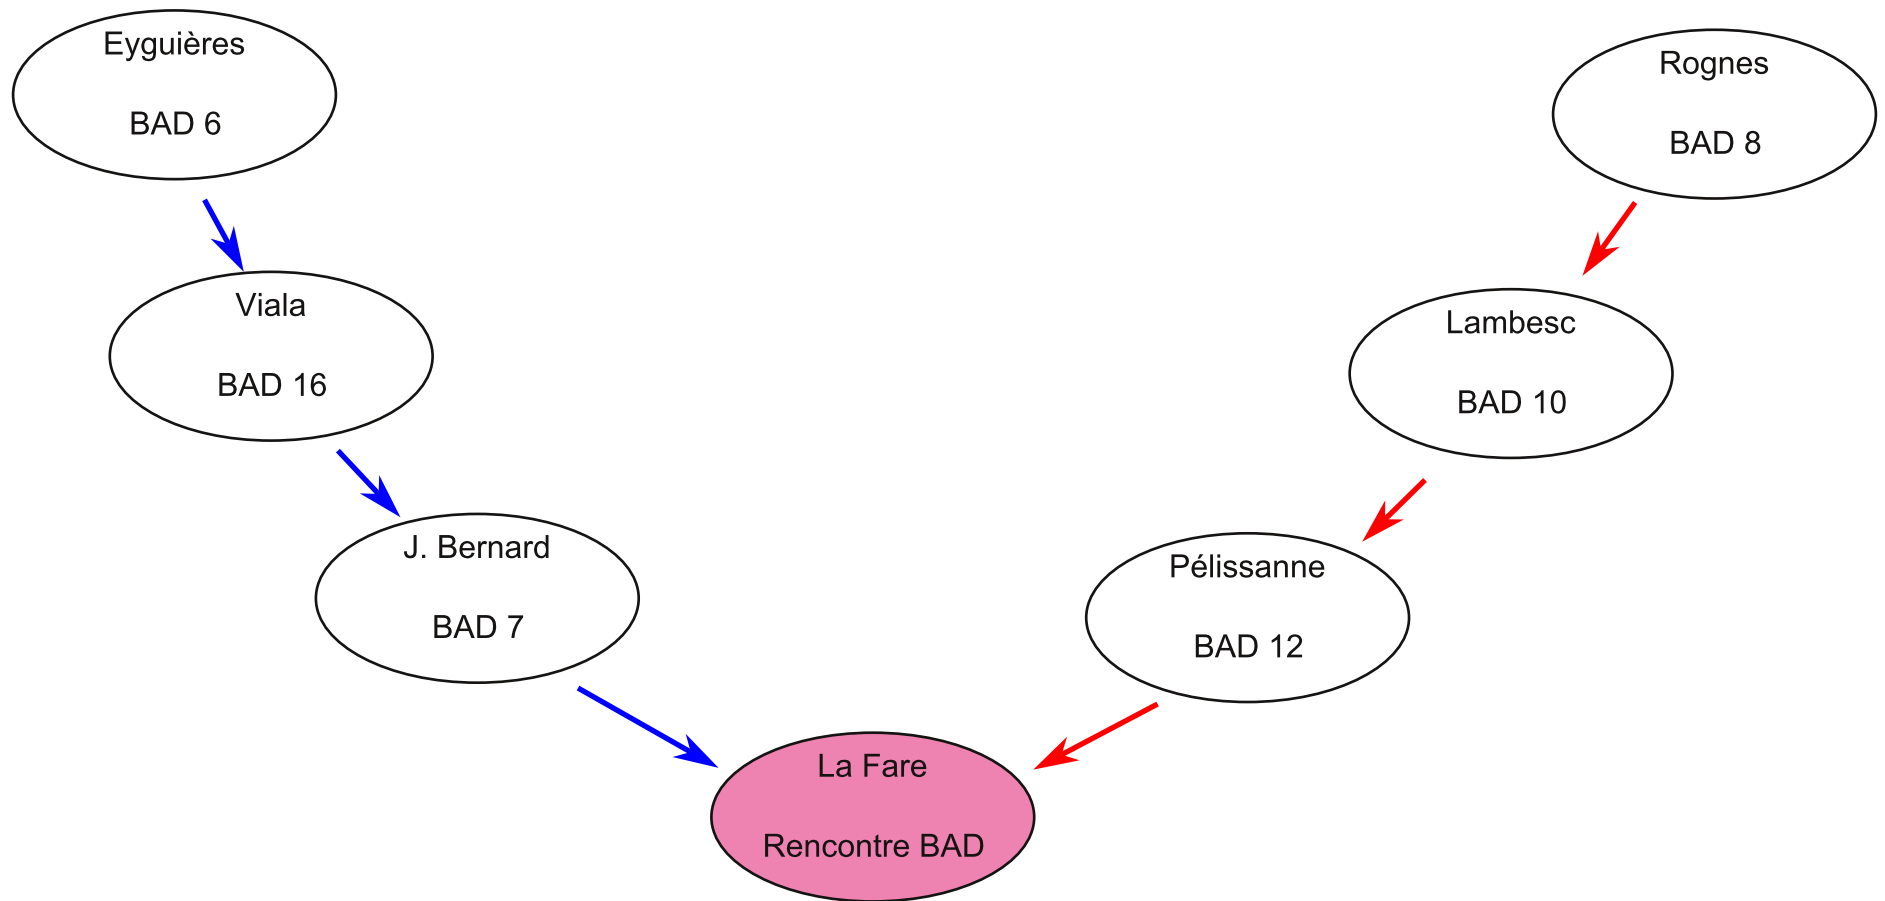 Eyguières
BAD 6
Rognes
BAD 8
Viala
BAD 16
Lambesc
BAD 10
J. Bernard
BAD 7
Pélissanne
BAD 12
La Fare
Rencontre BAD